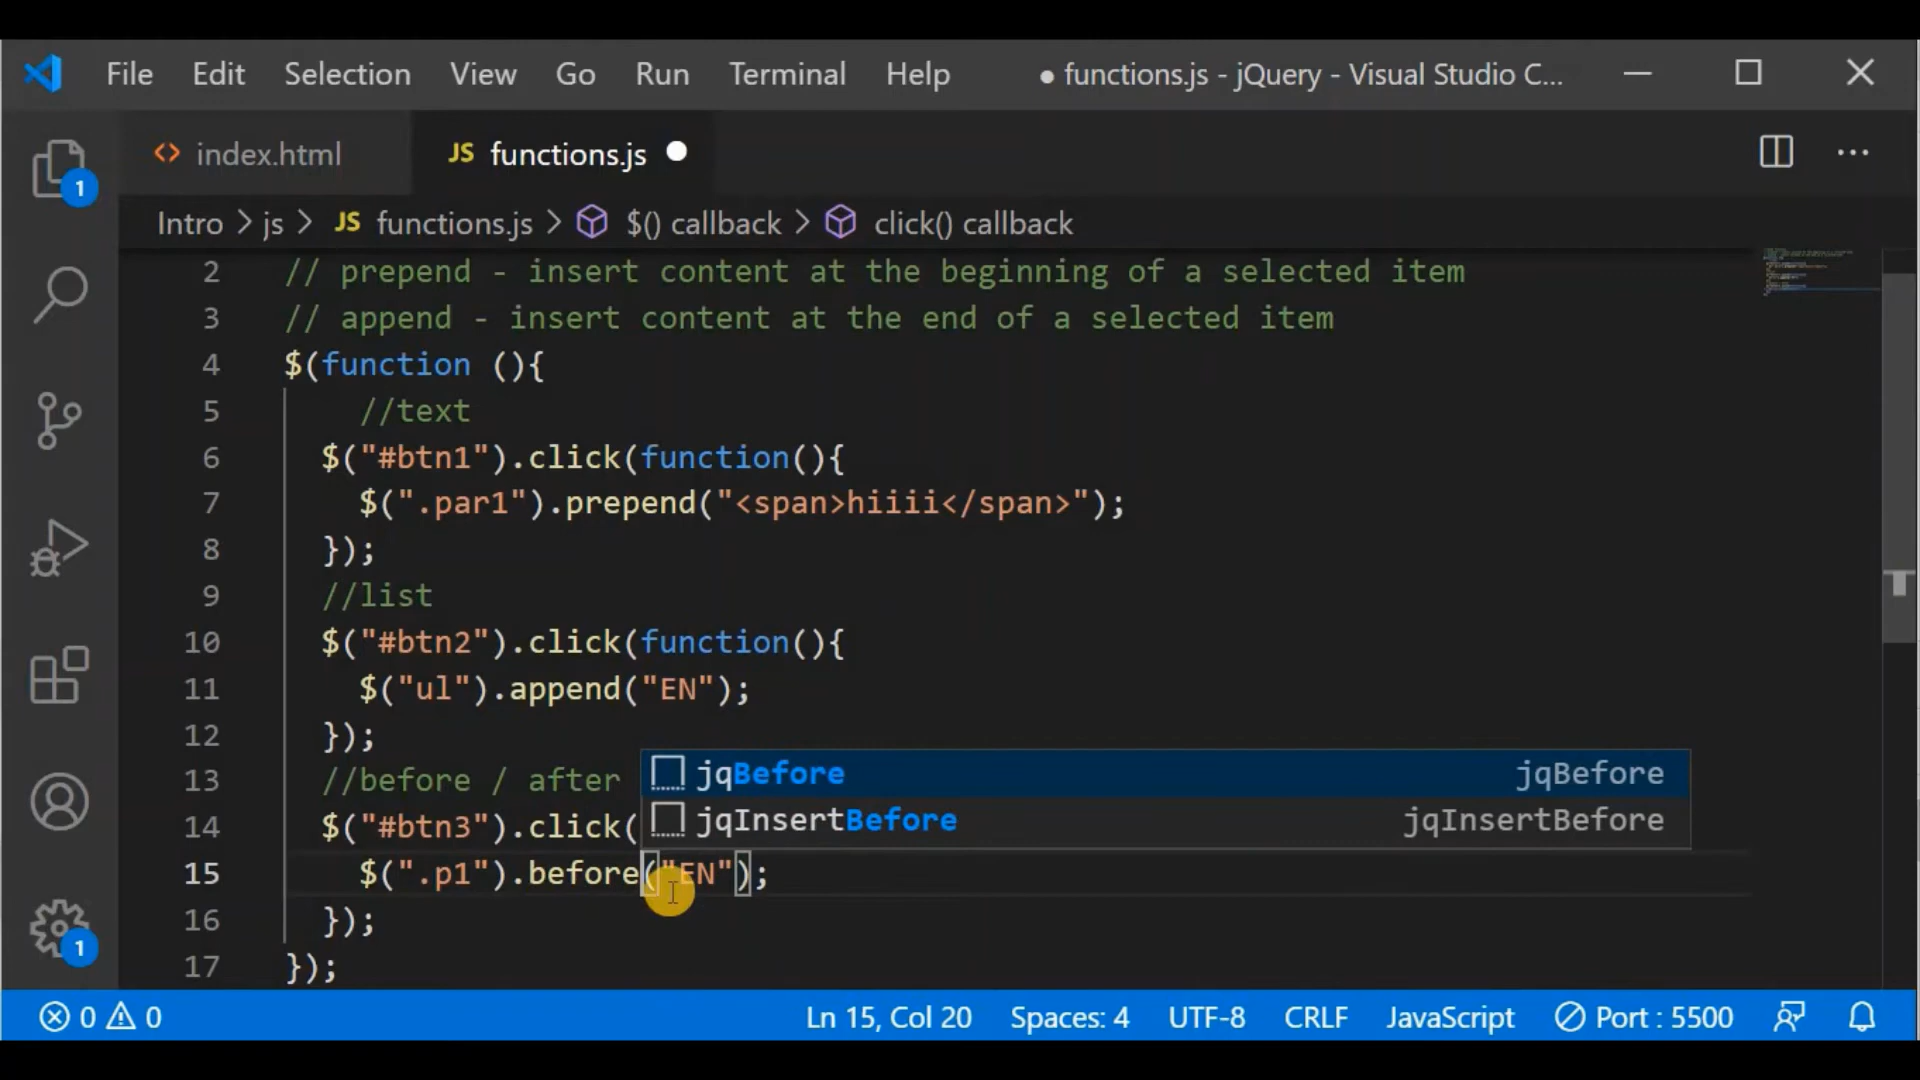 File Edit Selection View Go Run Terminal Help ● functions.js - jQuery - Visual Studio C...
index.html JS functions.js
Intro > js > JS functions.js > $() callback > click() callback
2 // prepend - insert content at the beginning of a selected item
3 // append - insert content at the end of a selected item
4 $(function (){
5 //text
6 $("#btn1").click(function(){
7 $(".par1").prepend("<span>hiiii</span>");
8 });
9 //list
10 $("#btn2").click(function(){
11 $("ul").append("EN");
12 });
13 //before / after
jqBefore jqBefore
jqInsertBefore jqInsertBefore
14 $("#btn3").click(
15 $(".p1").before("EN");
16 });
17 });
1
1
0 0 Ln 15, Col 20 Spaces: 4 UTF-8 CRLF JavaScript Port : 5500